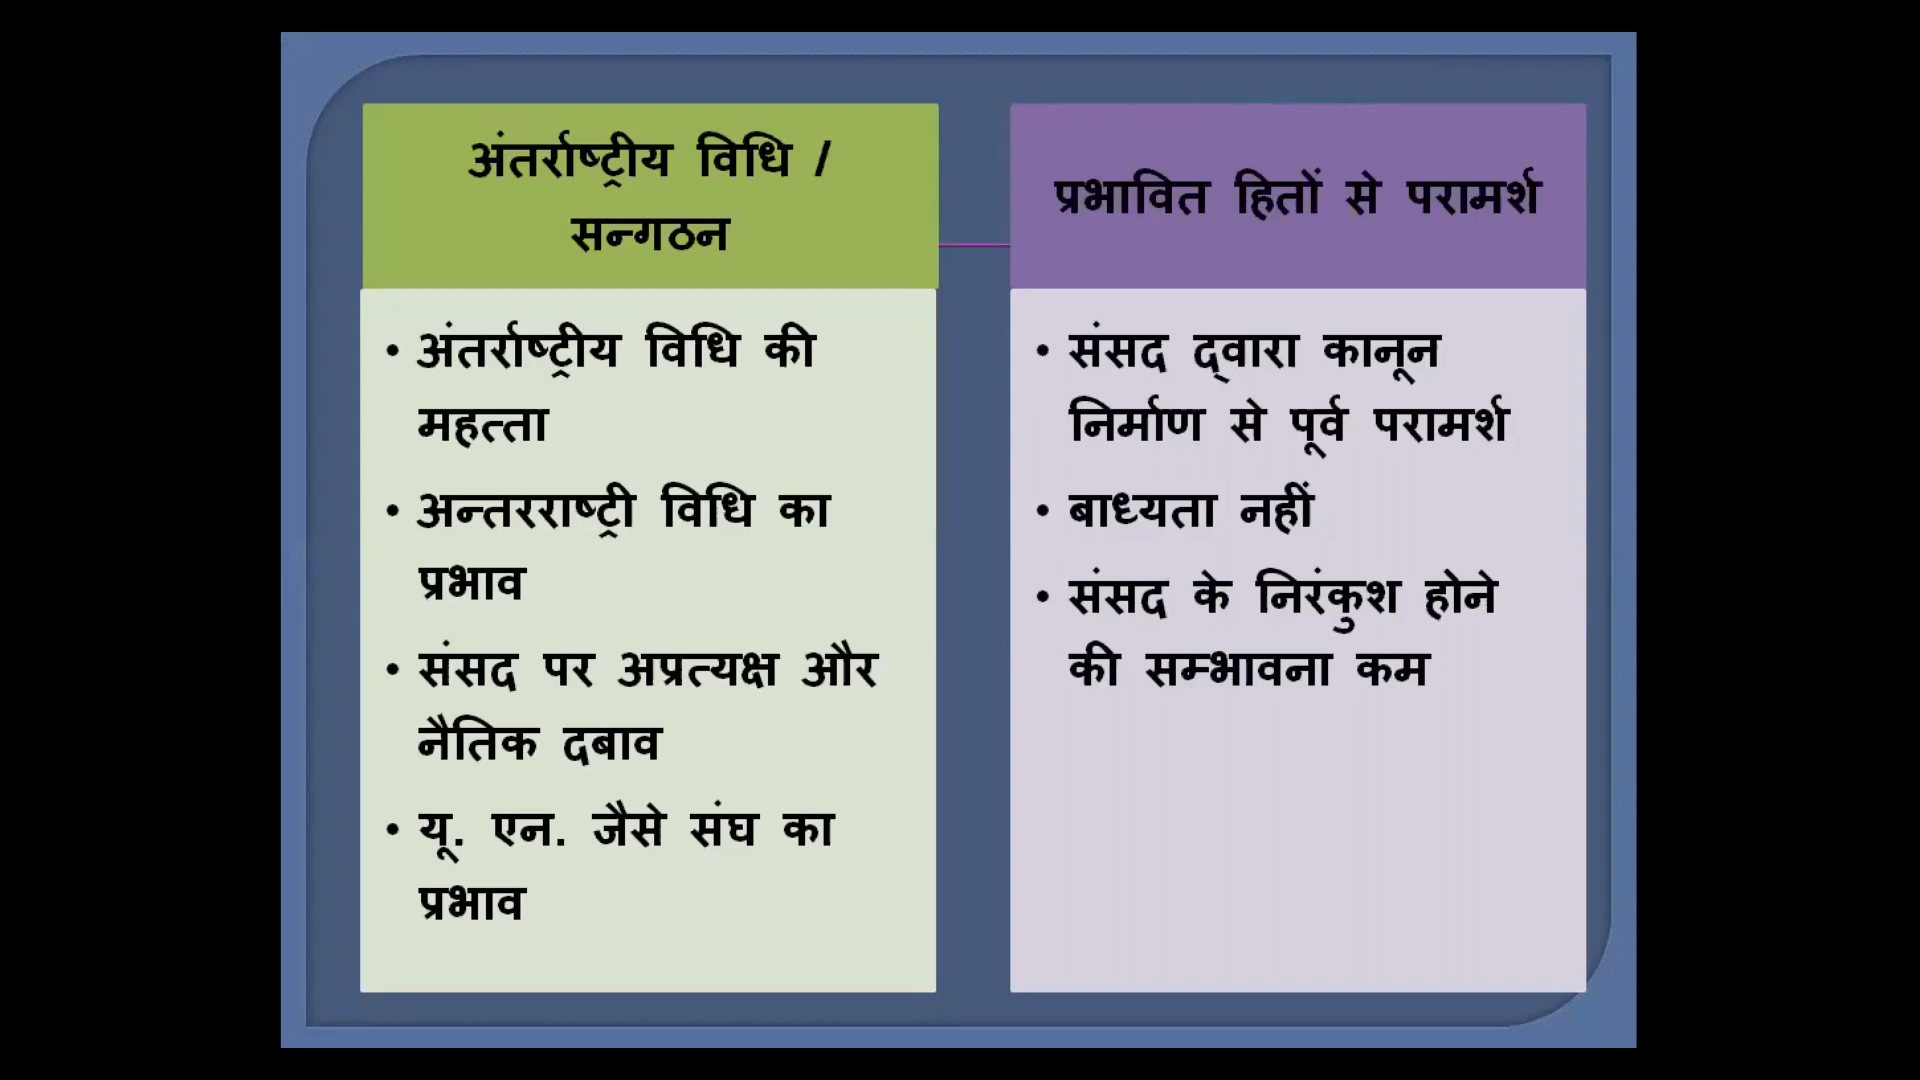 अंतर्राष्ट्रीय विधि /
सन्गठन
• अंतर्राष्ट्रीय विधि की
महत्ता
• अन्तरराष्ट्री विधि का
प्रभाव
• संसद पर अप्रत्यक्ष और
नैतिक दबाव
• यू. एन. जैसे संघ का
प्रभाव
प्रभावित हितों से परामर्श
• संसद द्वारा कानून
निर्माण से पूर्व परामर्श
• बाध्यता नहीं
• संसद के निरंकुश होने
की सम्भावना कम